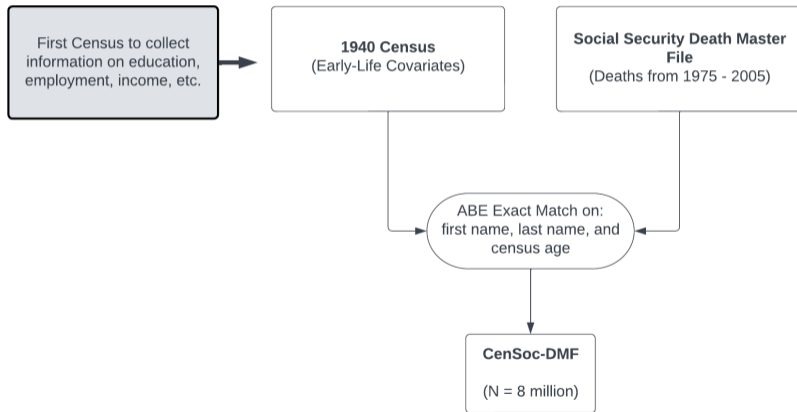 First Census to collect
information on education,
employment, income, etc.
1940 Census
(Early-Life Covariates)
Social Security Death Master
File
(Deaths from 1975 - 2005)
ABE Exact Match on:
first name, last name, and
census age
CenSoc-DMF
(N = 8 million)